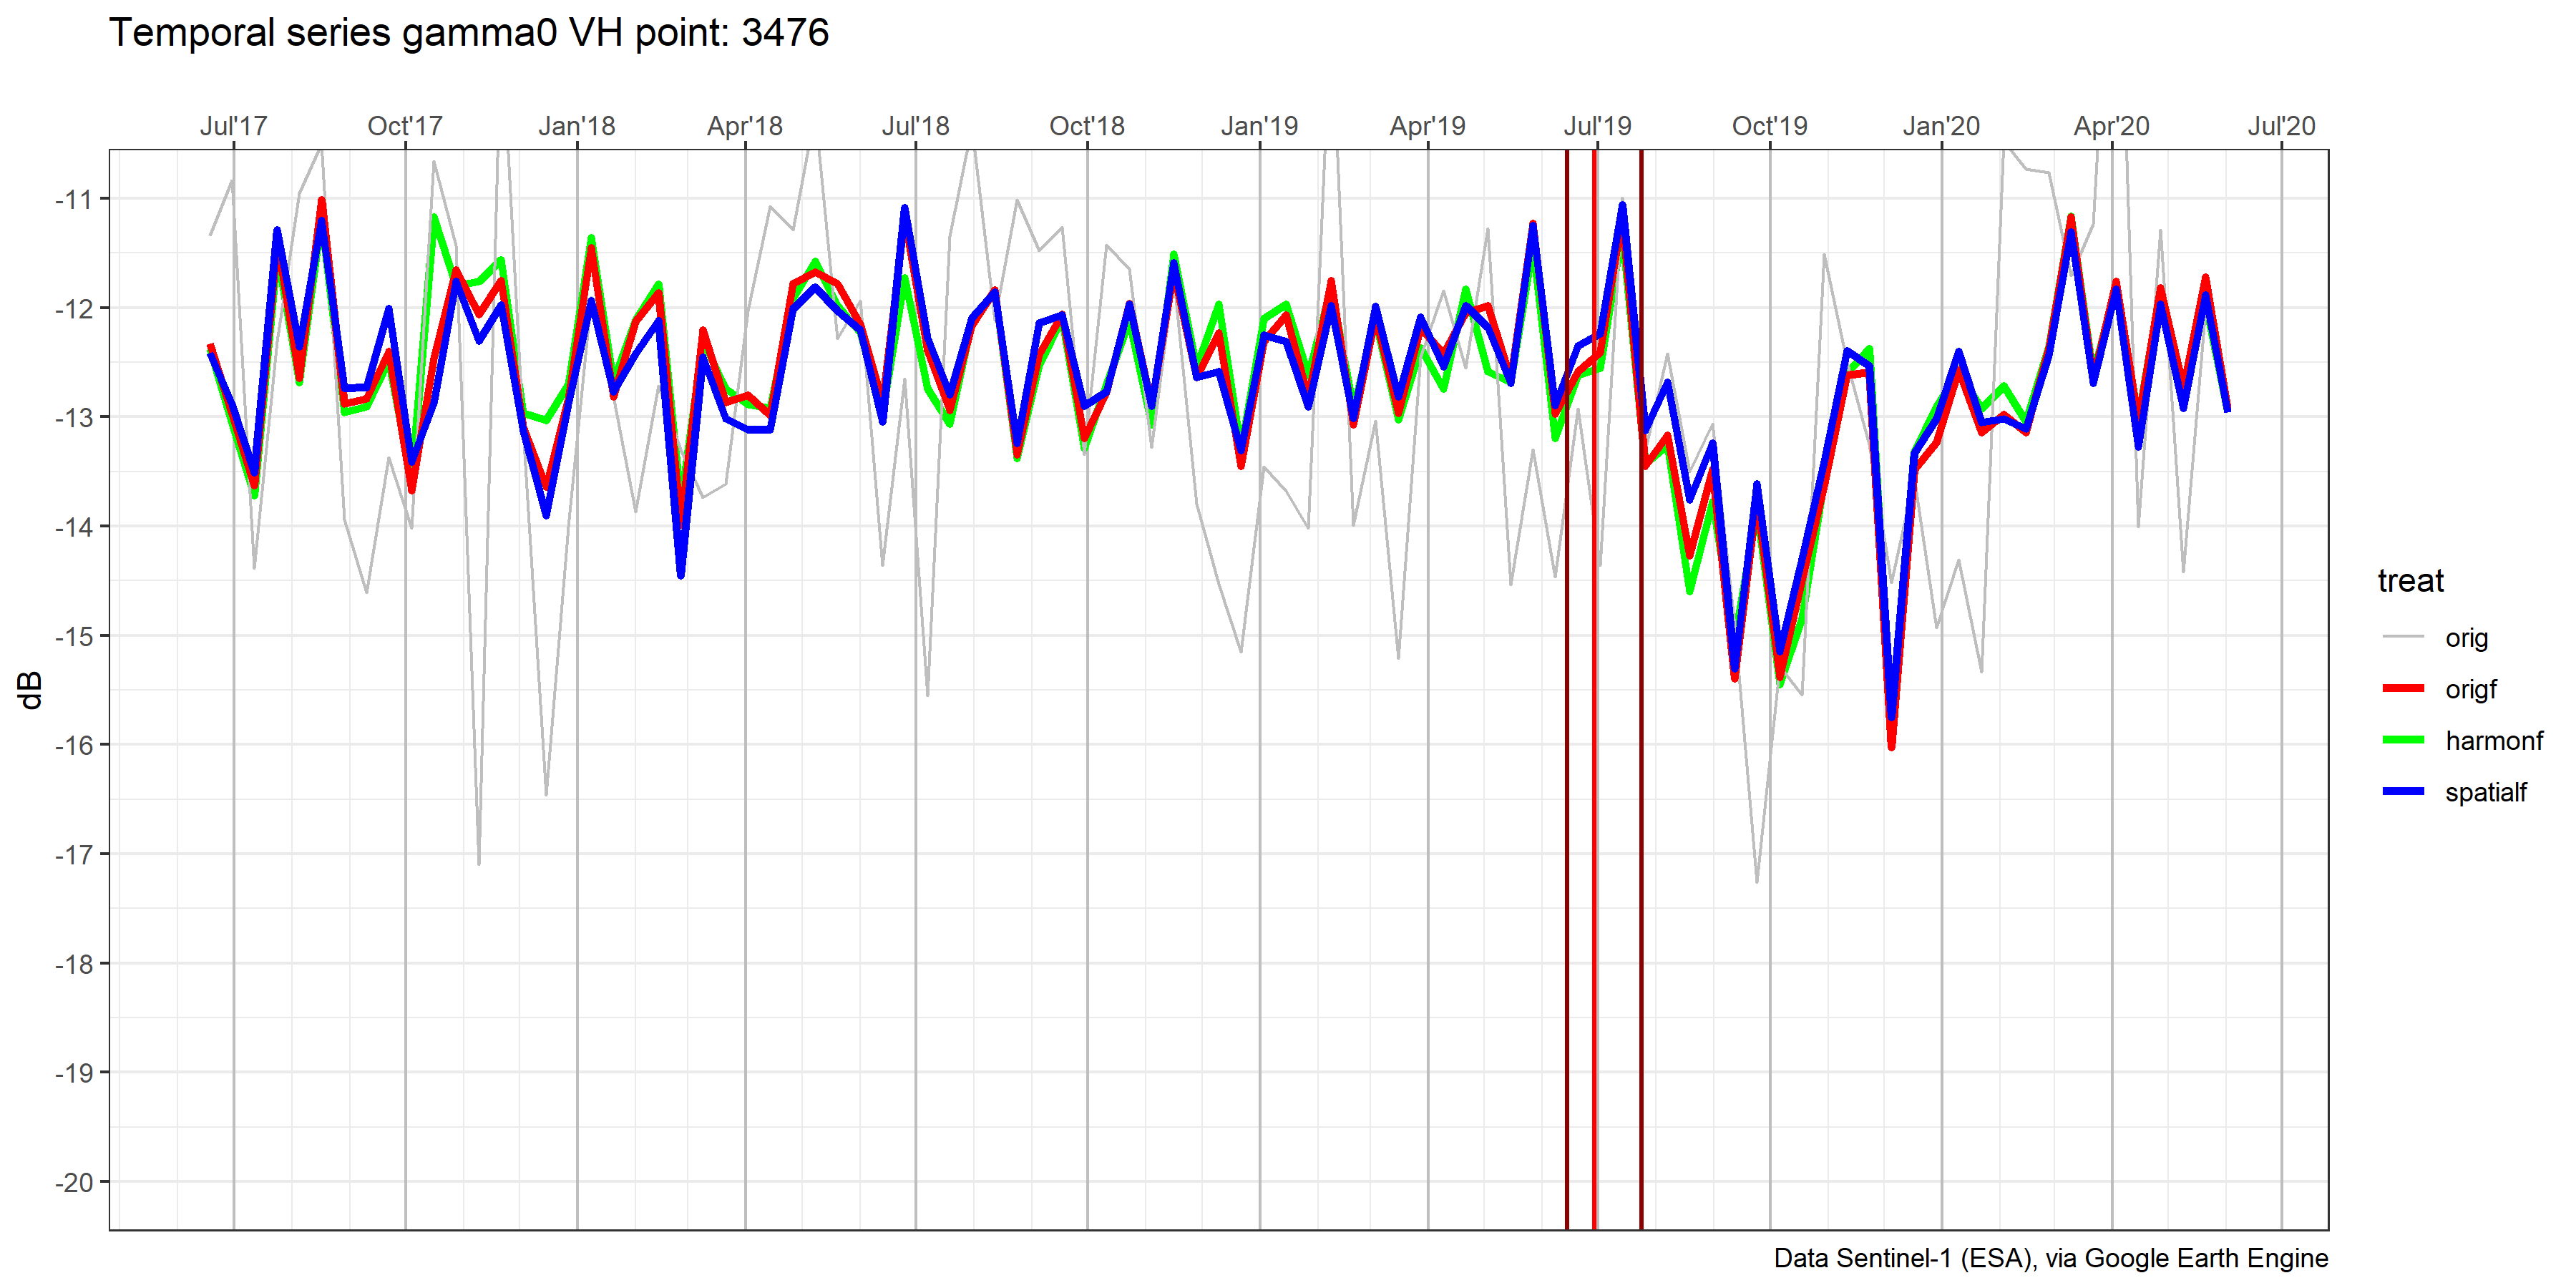 Temporal series gamma0 VH point: 3476
Jul'17 Oct'17 Jan'18 Apr'18 Jul'18 Oct'18 Jan'19 Apr'19 Jul'19 Oct'19 Jan'20 Apr'20 Jul'20
-11
-12
-13
-14
-15
-16
-17
-18
-19
-20
dB
treat
orig
origf
harmonf
spatialf
Data Sentinel-1 (ESA), via Google Earth Engine